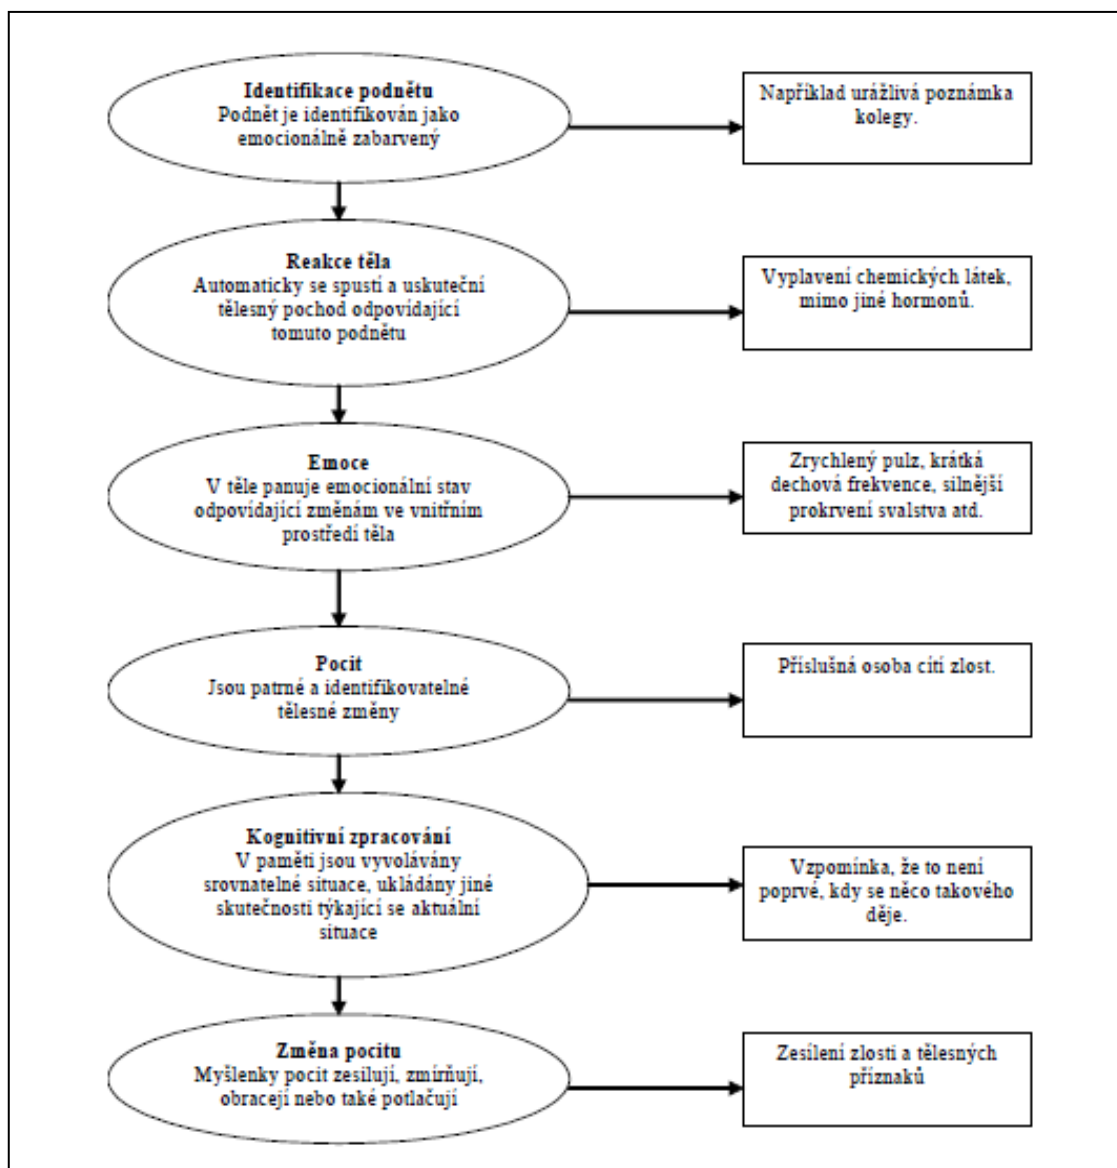 Identifikace podnětu
Podnět je identifikován jako
emocionálně zabarvený
Například urážlivá poznámka
kolegy.
Reakce těla
Automaticky se spustí a uskuteční
tělesný pochod odpovídající
tomuto podnětu
Vyplavení chemických látek,
mimo jiné hormonů.
Emoce
V těle panuje emocionální stav
odpovídající změnám ve vnitřním
prostředí těla
Zrychlený pulz, krátká
dechová frekvence, silnější
prokrvení svalstva atd.
Pocit
Jsou patrné a identifikovatelné
tělesné změny
Příslušná osoba cítí zlost.
Kognitivní zpracování
V paměti jsou vyvolávány
srovnatelné situace, ukládány jiné
skutečnosti týkající se aktuální
situace
Vzpomínka, že to není
poprvé, kdy se něco takového
děje.
Změna pocitu
Myšlenky pocit zesilují, zmírňují,
obracejí nebo také potlačují
Zesílení zlosti a tělesných
příznaků